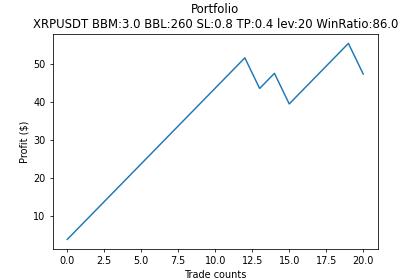 Portfolio
XRPUSDT BBM:3.0 BBL:260 SL:0.8 TP:0.4 lev:20 WinRatio:86.0
Profit ($)
50
40
30
20
10
0.0 2.5 5.0 7.5 10.0 12.5 15.0 17.5 20.0
Trade counts